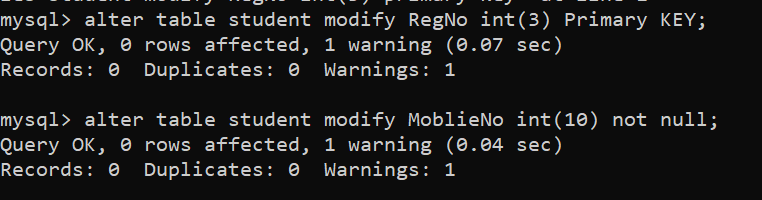 mysql> alter table student modify RegNo int(3) Primary KEY;
Query OK, 0 rows affected, 1 warning (0.07 sec)
Records: 0  Duplicates: 0  Warnings: 1
mysql> alter table student modify MoblieNo int(10) not null;
Query OK, 0 rows affected, 1 warning (0.04 sec)
Records: 0  Duplicates: 0  Warnings: 1